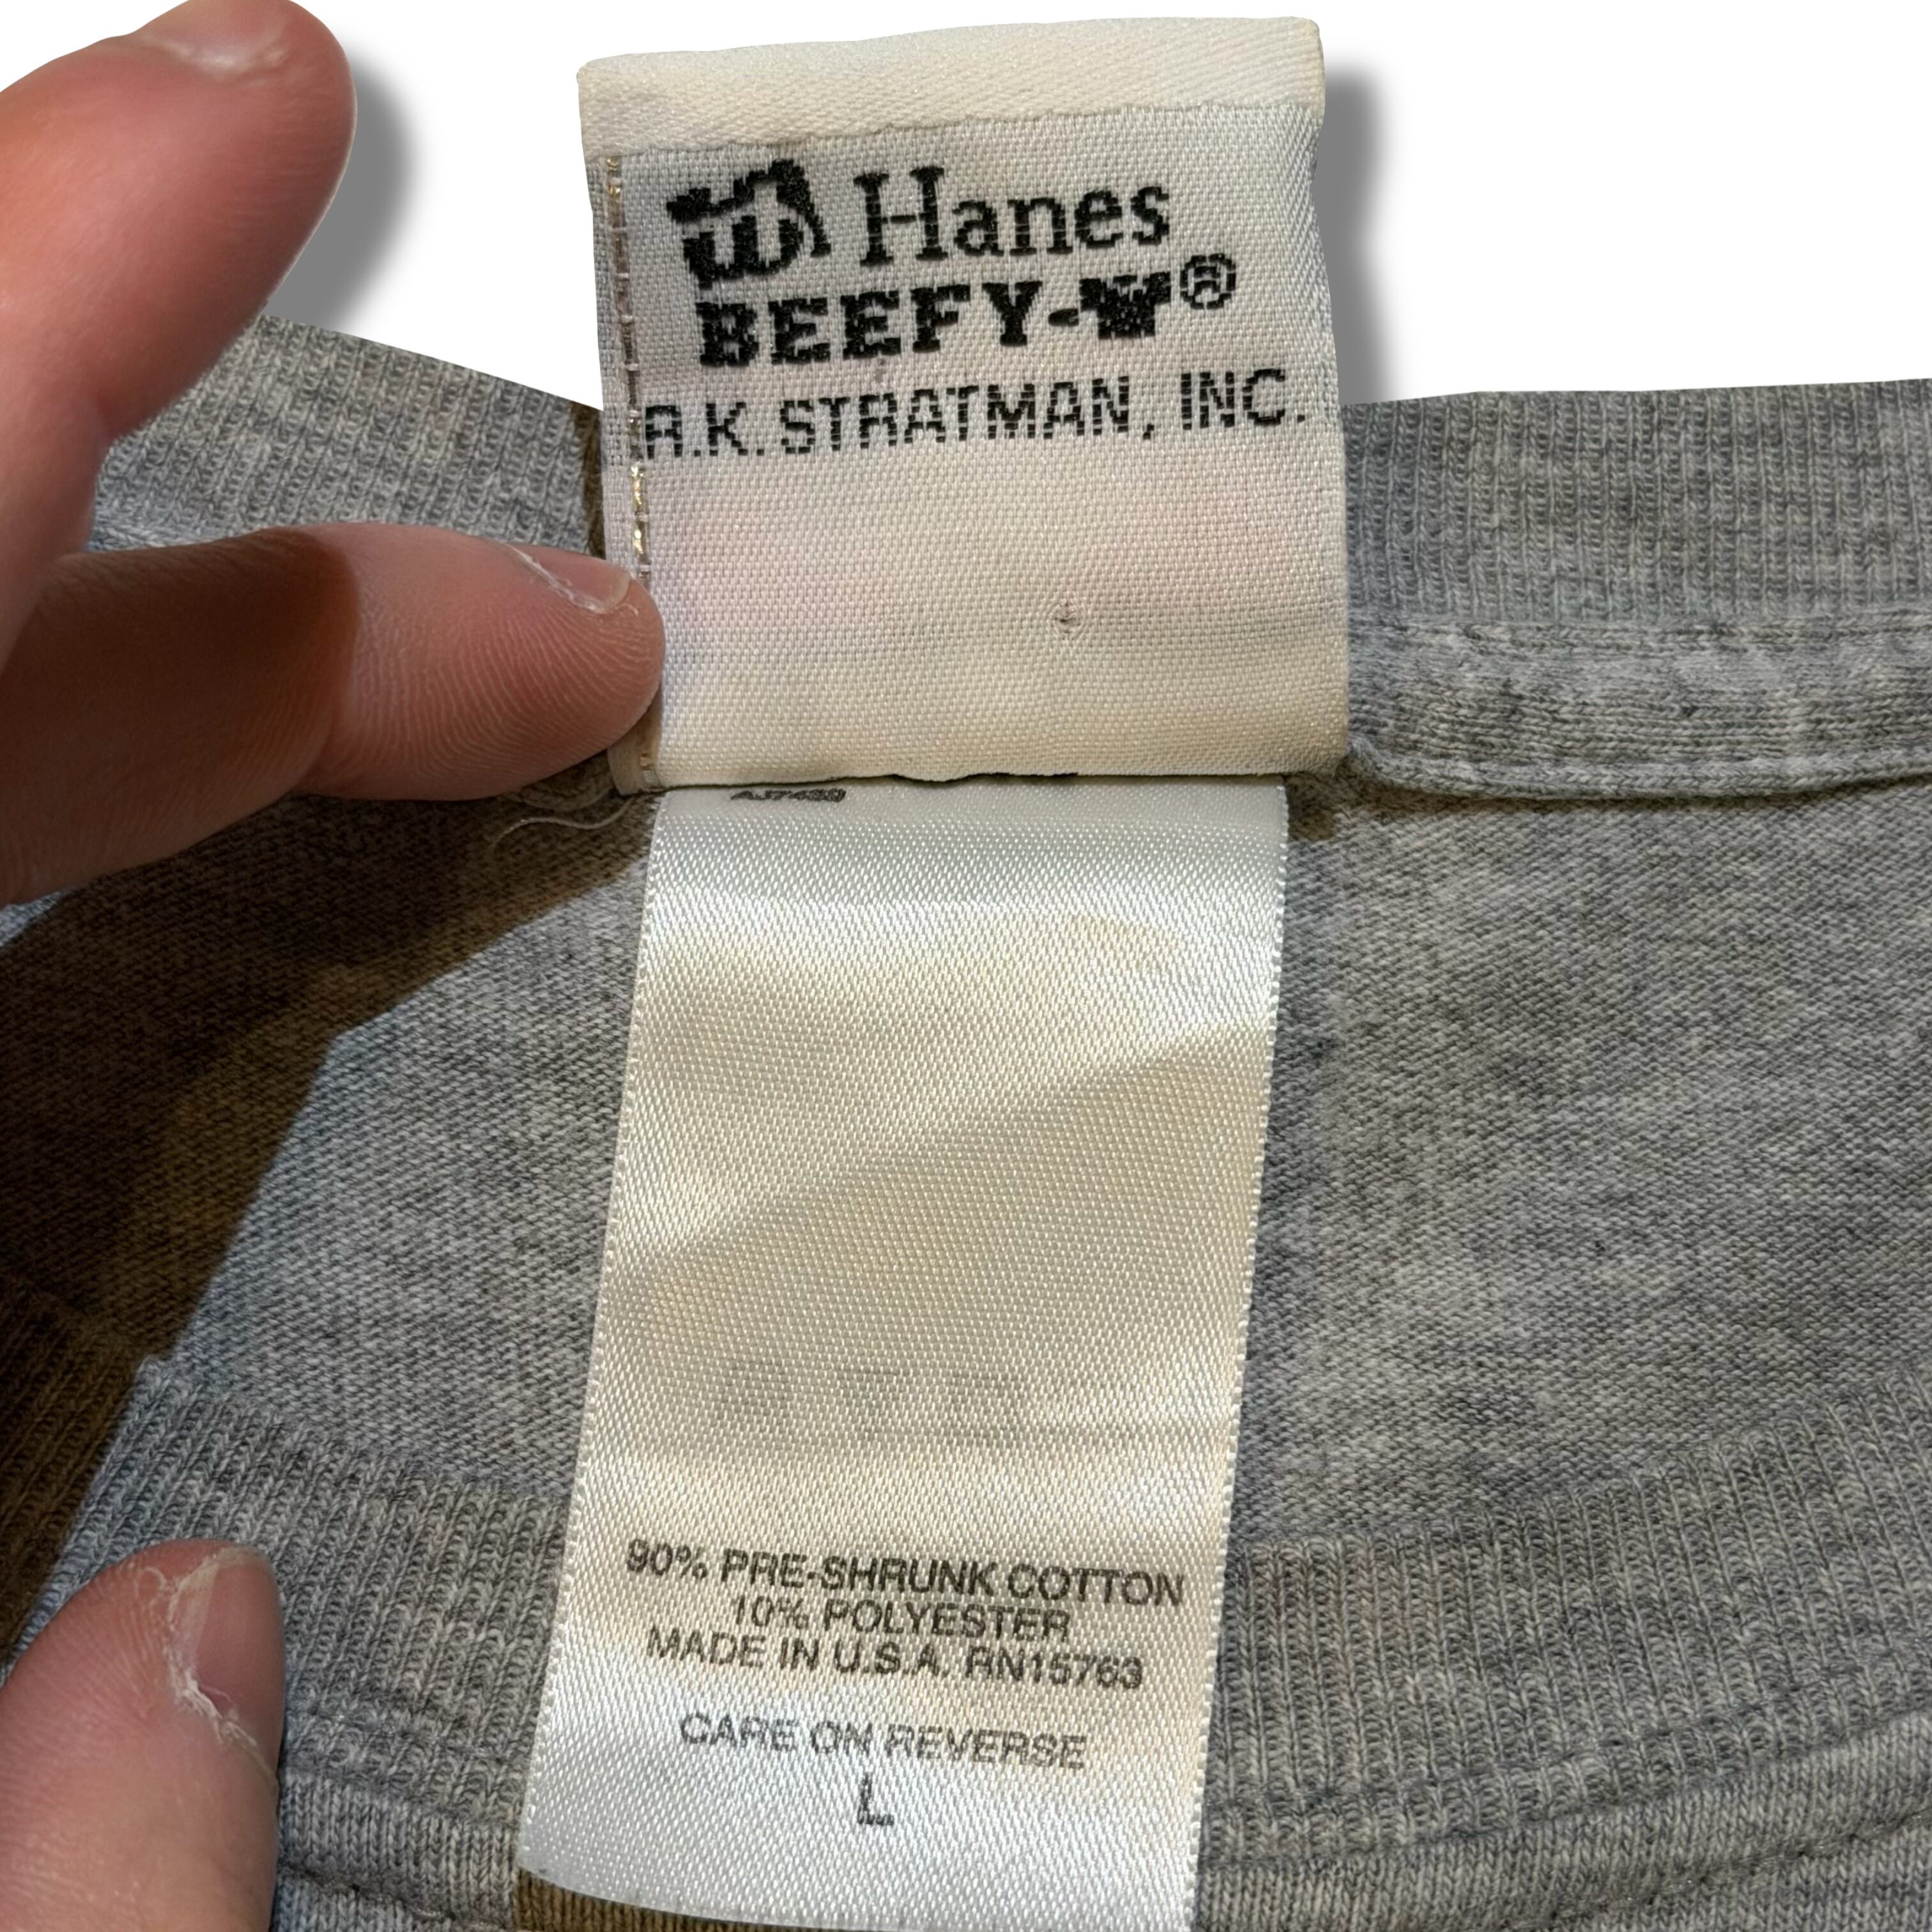 Hanes
BEEFY-T®
R.K. STRATMAN, INC.
90% PRE-SHRUNK COTTON
10% POLYESTER
MADE IN U.S.A. RN15763
CARE ON REVERSE
L